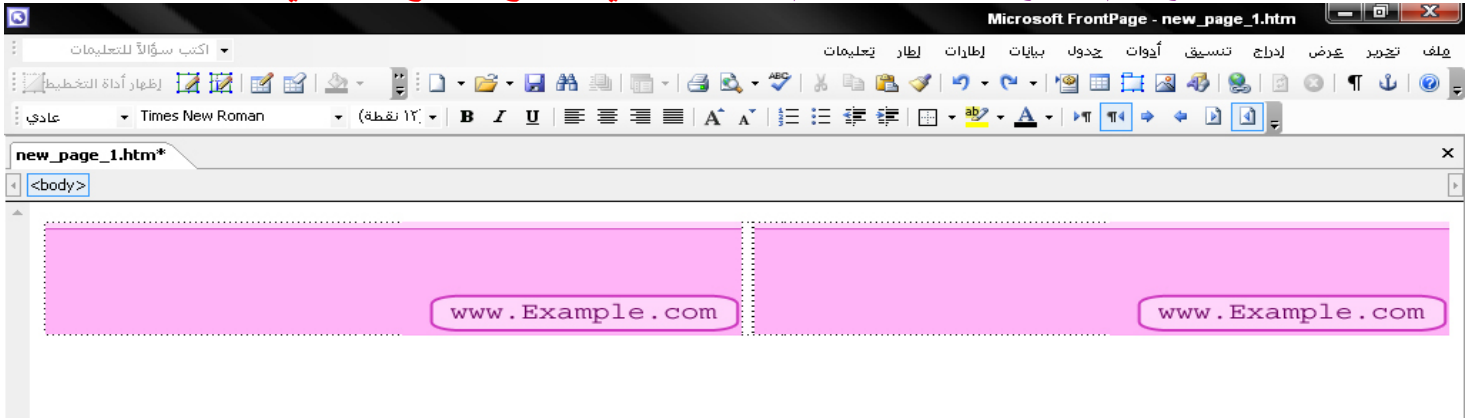 Microsoft FrontPage - new_page_1.htm
ملف تحرير عرض إدراج تنسيق أدوات جدول بيانات إطارات إطار تعليمات اكتب سؤالاً للتعليمات
إظهار أداة التخطيط
عادي Times New Roman (١٢ نقطة) B I U A A ab A
new_page_1.htm*
<body>
www.Example.com www.Example.com